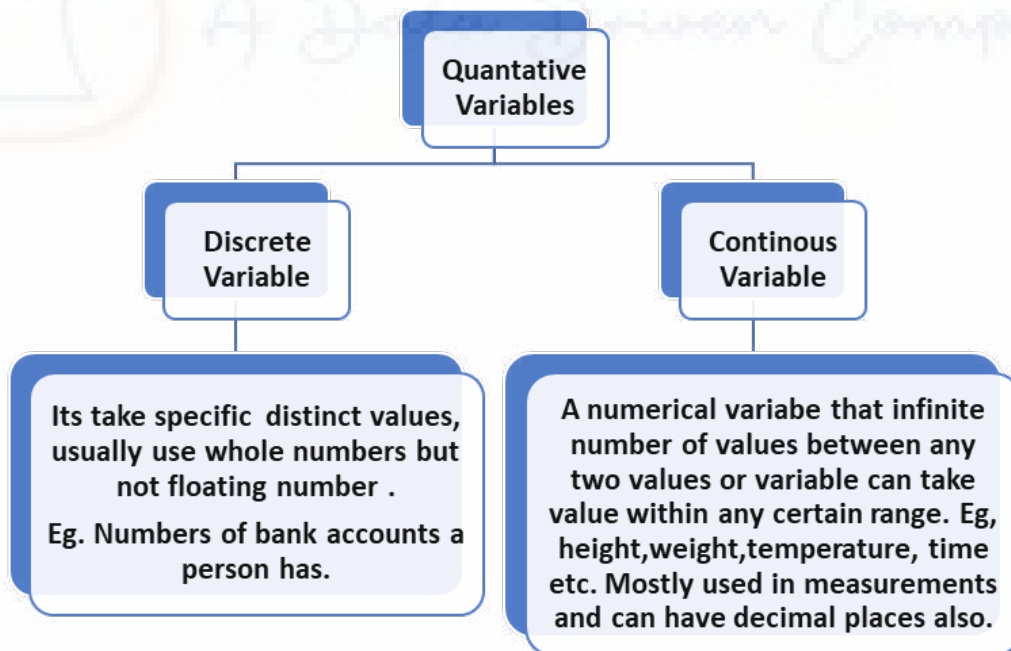 A Data Driven Comp
Quantative
Variables
Discrete
Variable
Continous
Variable
Its take specific distinct values,
usually use whole numbers but
not floating number .
Eg. Numbers of bank accounts a
person has.
A numerical variabe that infinite
number of values between any
two values or variable can take
value within any certain range. Eg,
height,weight,temperature, time
etc. Mostly used in measurements
and can have decimal places also.